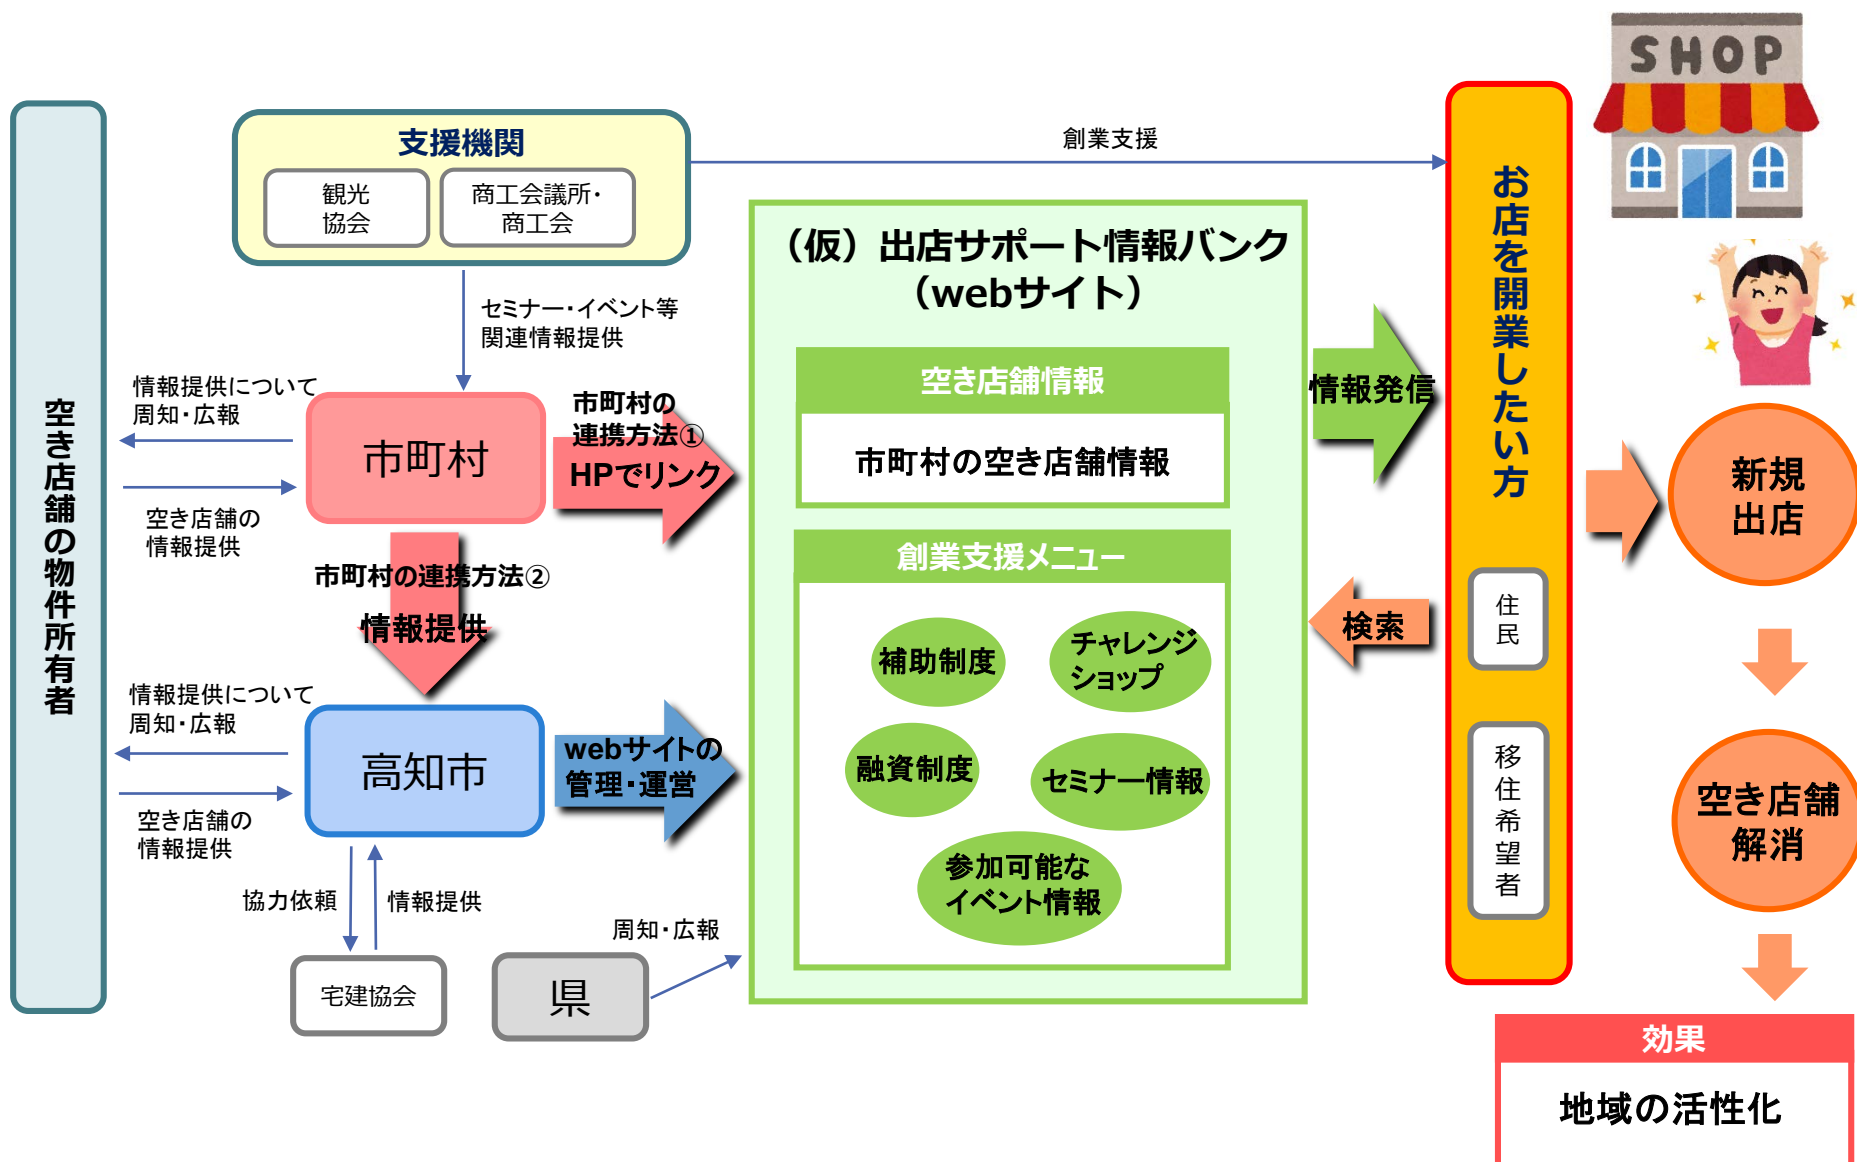 SHOP
空き店舗の物件所有者
支援機関
観光
協会
商工会議所・
商工会
創業支援
セミナー・イベント等
関連情報提供
情報提供について
周知・広報
市町村
空き店舗の
情報提供
市町村の
連携方法①
HPでリンク
市町村の連携方法②
情報提供
情報提供について
周知・広報
高知市
空き店舗の
情報提供
webサイトの
管理・運営
協力依頼
情報提供
宅建協会
県
周知・広報
（仮）出店サポート情報バンク
（webサイト）
空き店舗情報
市町村の空き店舗情報
創業支援メニュー
補助制度
チャレンジ
ショップ
融資制度
セミナー情報
参加可能な
イベント情報
情報発信
検索
お店を開業したい方
住民
移住希望者
新規
出店
空き店舗
解消
効果
地域の活性化